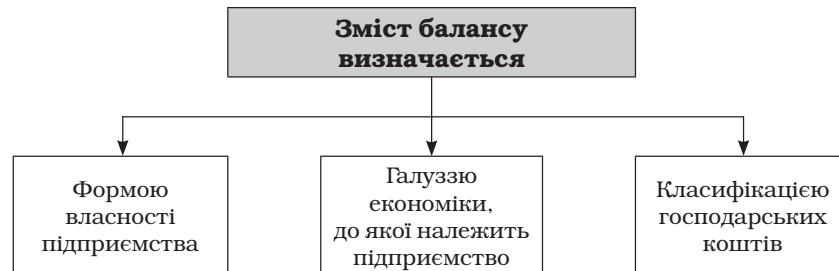 Зміст балансу
визначається
Формою
власності
підприємства
Галуззю
економіки,
до якої належить
підприємство
Класифікацією
господарських
коштів